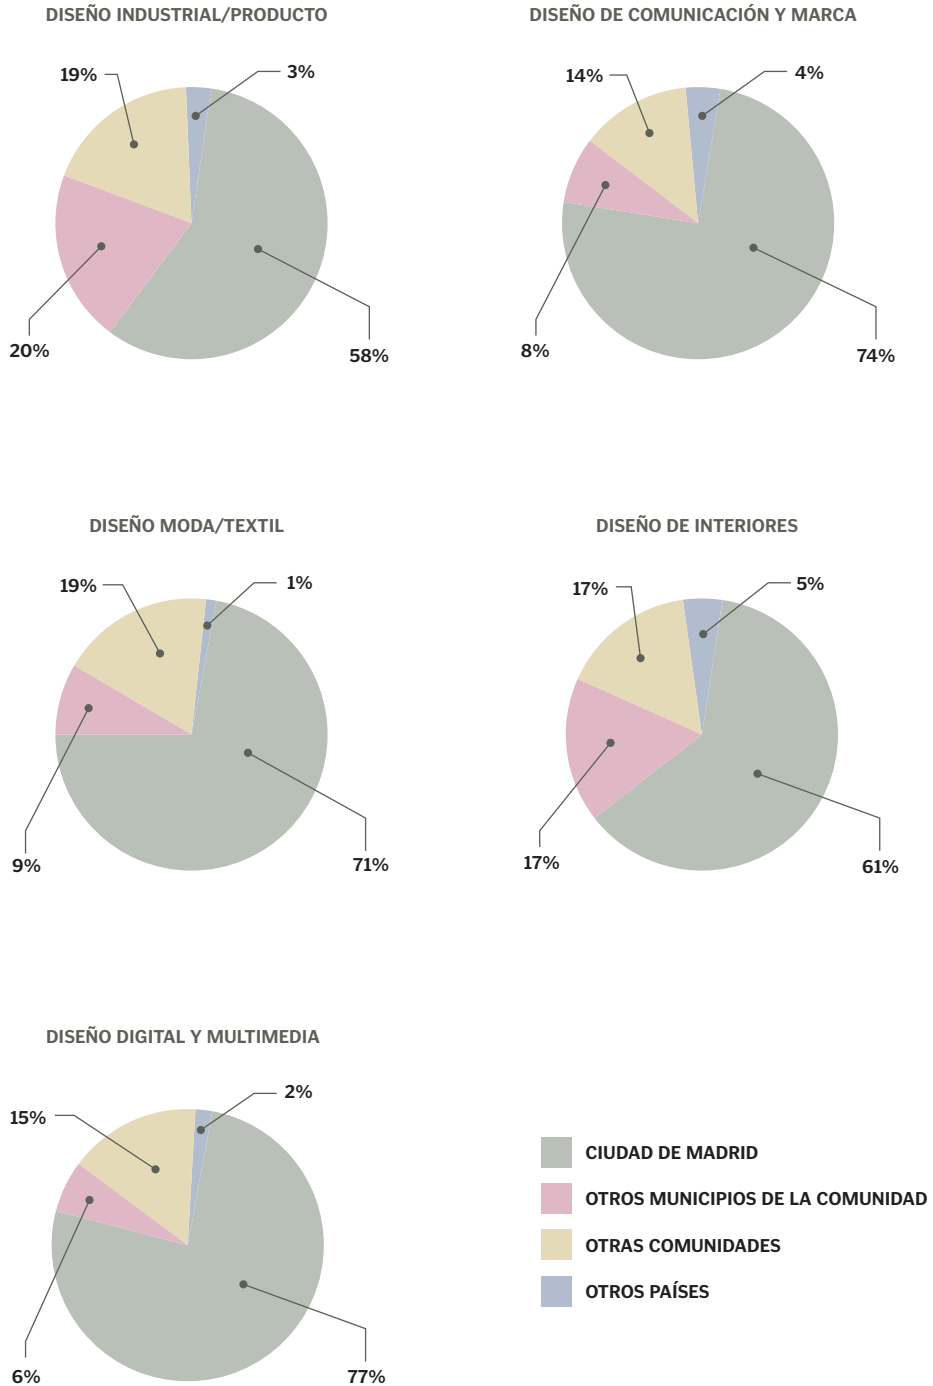 DISEÑO INDUSTRIAL/PRODUCTO
19%
3%
20%
58%
DISEÑO DE COMUNICACIÓN Y MARCA
14%
4%
8%
74%
DISEÑO MODA/TEXTIL
19%
1%
9%
71%
DISEÑO DE INTERIORES
17%
5%
17%
61%
DISEÑO DIGITAL Y MULTIMEDIA
15%
2%
6%
77%
CIUDAD DE MADRID
OTROS MUNICIPIOS DE LA COMUNIDAD
OTRAS COMUNIDADES
OTROS PAÍSES